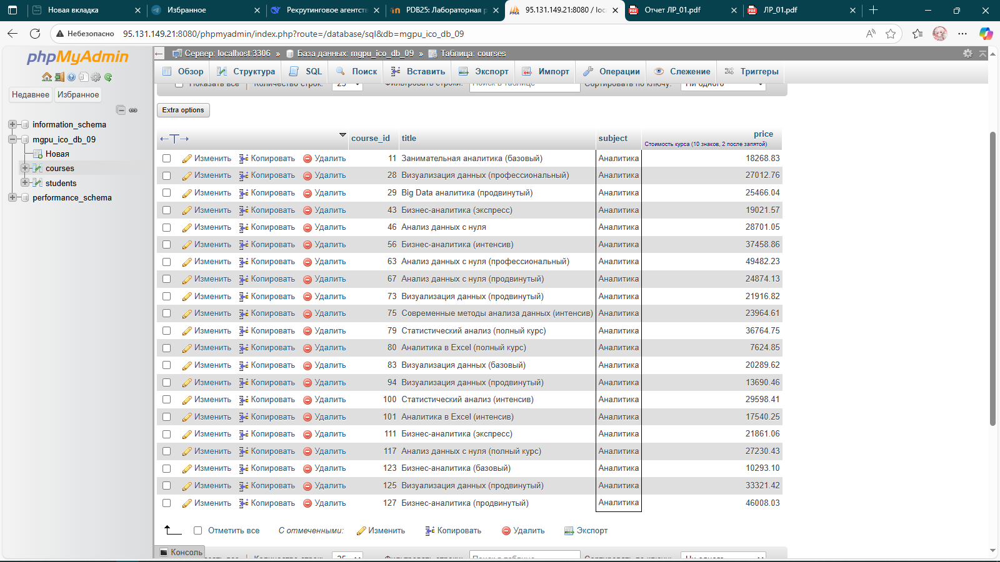 Новая вкладка
Избранное
Рекрутинговое агентств
PDB25: Лабораторная р
95.131.149.21:8080 / loca
Отчет ЛР_01.pdf
ЛР_01.pdf
Небезопасно 95.131.149.21:8080/phpmyadmin/index.php?route=/database/sql&db=mgpu_ico_db_09
phpMyAdmin
Недавнее Избранное
information_schema
mgpu_ico_db_09
Новая
courses
students
performance_schema
Сервер: localhost:3306 » База данных: mgpu_ico_db_09 » Таблица: courses
Обзор Структура SQL Поиск Вставить Экспорт Импорт Операции Слежение Триггеры
Показать все | Количество строк: 25 Фильтровать строки: Поиск в таблице Сортировать по ключу: Ни одного
Extra options
←T→ course_id title subject price
Стоимость курса (10 знаков, 2 после запятой)
Изменить Копировать Удалить 11 Занимательная аналитика (базовый) Аналитика 18268.83
Изменить Копировать Удалить 28 Визуализация данных (профессиональный) Аналитика 27012.76
Изменить Копировать Удалить 29 Big Data аналитика (продвинутый) Аналитика 25466.04
Изменить Копировать Удалить 43 Бизнес-аналитика (экспресс) Аналитика 19021.57
Изменить Копировать Удалить 46 Анализ данных с нуля Аналитика 28701.05
Изменить Копировать Удалить 56 Бизнес-аналитика (интенсив) Аналитика 37458.86
Изменить Копировать Удалить 63 Анализ данных с нуля (профессиональный) Аналитика 49482.23
Изменить Копировать Удалить 67 Анализ данных с нуля (продвинутый) Аналитика 24874.13
Изменить Копировать Удалить 73 Визуализация данных (продвинутый) Аналитика 21916.82
Изменить Копировать Удалить 75 Современные методы анализа данных (интенсив) Аналитика 23964.61
Изменить Копировать Удалить 79 Статистический анализ (полный курс) Аналитика 36764.75
Изменить Копировать Удалить 80 Аналитика в Excel (полный курс) Аналитика 7624.85
Изменить Копировать Удалить 83 Визуализация данных (базовый) Аналитика 20289.62
Изменить Копировать Удалить 94 Визуализация данных (продвинутый) Аналитика 13690.46
Изменить Копировать Удалить 100 Статистический анализ (интенсив) Аналитика 29598.41
Изменить Копировать Удалить 101 Аналитика в Excel (интенсив) Аналитика 17540.25
Изменить Копировать Удалить 111 Бизнес-аналитика (экспресс) Аналитика 21861.06
Изменить Копировать Удалить 117 Анализ данных с нуля (полный курс) Аналитика 27230.43
Изменить Копировать Удалить 123 Бизнес-аналитика (базовый) Аналитика 10293.10
Изменить Копировать Удалить 125 Визуализация данных (продвинутый) Аналитика 33321.42
Изменить Копировать Удалить 127 Бизнес-аналитика (продвинутый) Аналитика 46008.03
Отметить все С отмеченными: Изменить Копировать Удалить Экспорт
Консоль